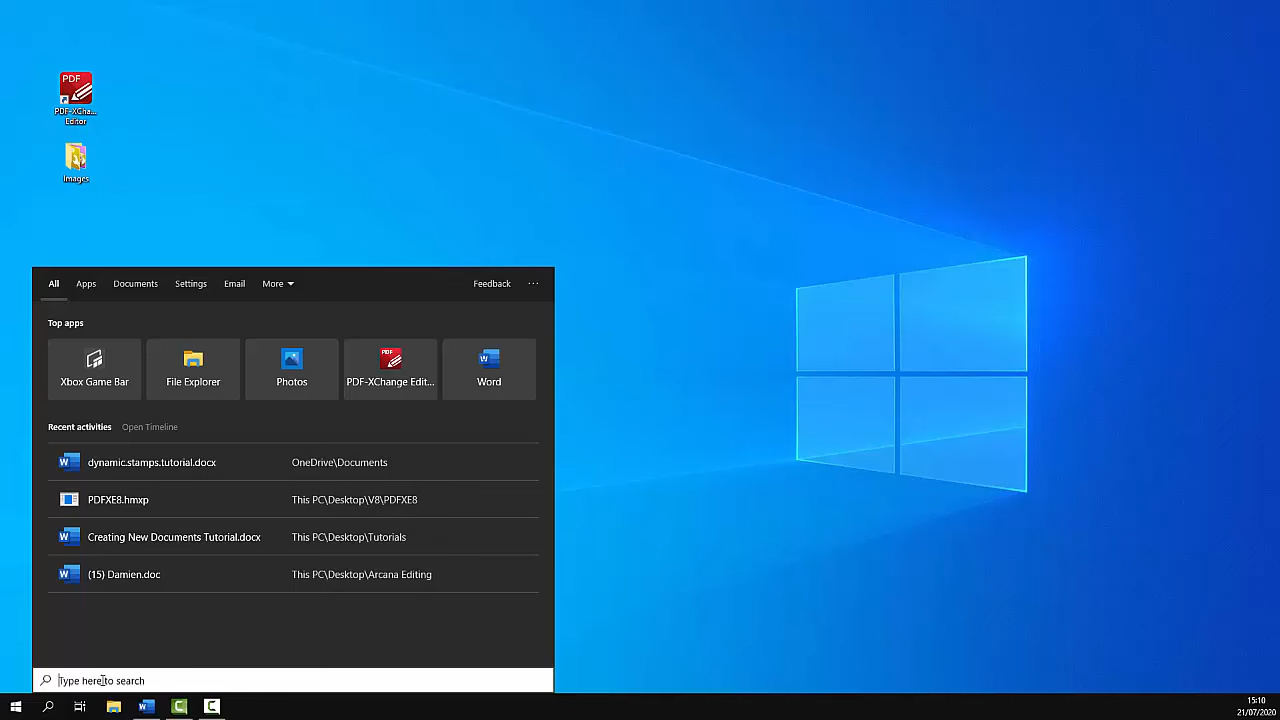 PDF
PDF-XCha...
Editor
Images
All Apps Documents Settings Email More Feedback ...
Top apps
PDF
Xbox Game Bar File Explorer Photos PDF-XChange Edit... Word
Recent activities Open Timeline
dynamic.stamps.tutorial.docx OneDrive\Documents
PDFXE8.hmxp This PC\Desktop\V8\PDFXE8
Creating New Documents Tutorial.docx This PC\Desktop\Tutorials
(15) Damien.doc This PC\Desktop\Arcana Editing
Type here to search
15:10
21/07/2020